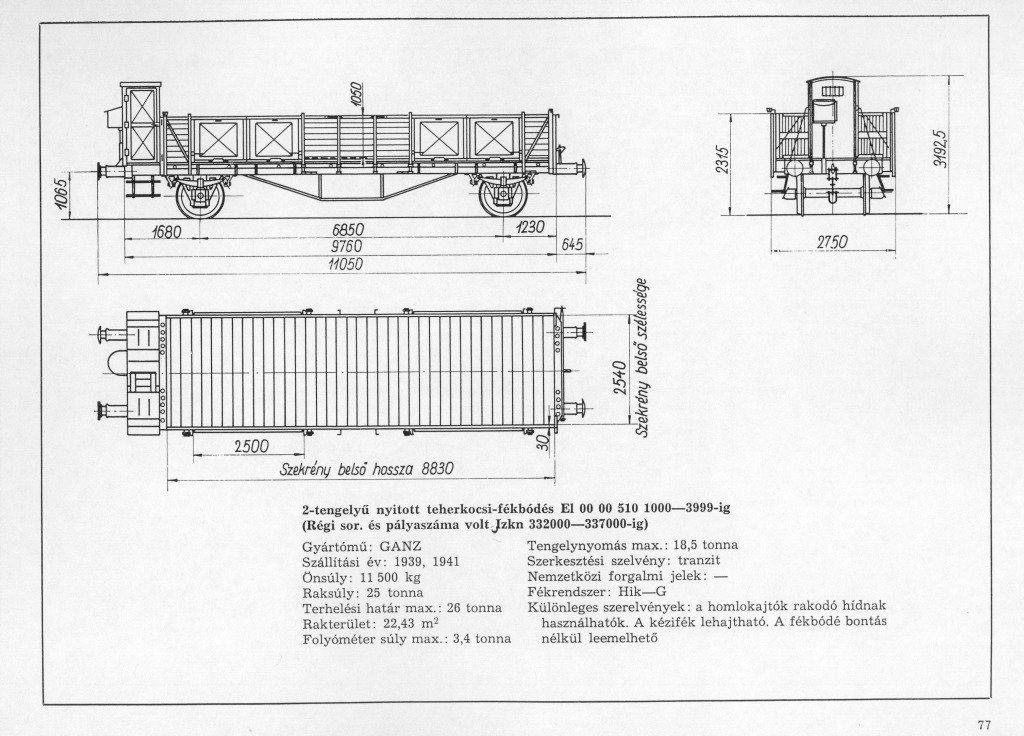 1050
1065
1680
6850
1230
9760
645
11050
2315
3192,5
2750
2500
30
2540
Szekrény belső szélessége
Szekrény belső hossza 8830
2-tengelyű nyitott teherkocsi-fékbódés El 00 00 510 1000—3999-ig
(Régi sor. és pályaszáma volt Jzkn 332000—337000-ig)
Gyártómű: GANZ
Szállítási év: 1939, 1941
Önsúly: 11 500 kg
Raksúly: 25 tonna
Terhelési határ max.: 26 tonna
Rakterület: 22,43 m²
Folyóméter súly max.: 3,4 tonna
Tengelynyomás max.: 18,5 tonna
Szerkesztési szelvény: tranzit
Nemzetközi forgalmi jelek: —
Fékrendszer: Hik—G
Különleges szerelvények: a homlokajtók rakodó hídnak
használhatók. A kézifék lehajtható. A fékbódé bontás
nélkül leemelhető
77